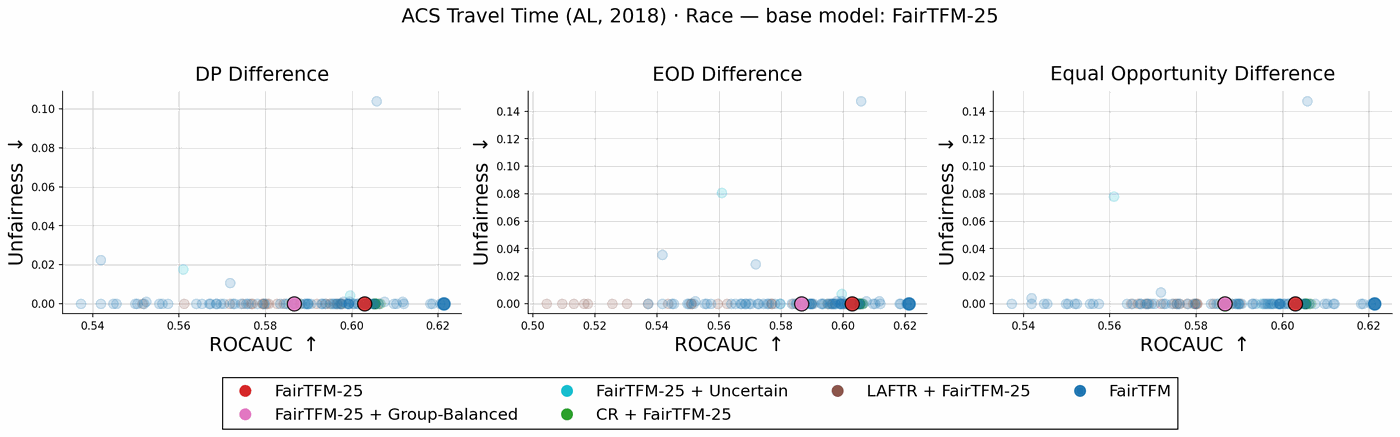 ACS Travel Time (AL, 2018) · Race — base model: FairTFM-25
DP Difference
EOD Difference
Equal Opportunity Difference
Unfairness ↓
0.10
0.08
0.06
0.04
0.02
0.00
0.54
0.56
0.58
0.60
0.62
ROCAUC ↑
Unfairness ↓
0.14
0.12
0.10
0.08
0.06
0.04
0.02
0.00
0.50
0.52
0.54
0.56
0.58
0.60
0.62
ROCAUC ↑
Unfairness ↓
0.14
0.12
0.10
0.08
0.06
0.04
0.02
0.00
0.54
0.56
0.58
0.60
0.62
ROCAUC ↑
FairTFM-25
FairTFM-25 + Group-Balanced
FairTFM-25 + Uncertain
CR + FairTFM-25
LAFTR + FairTFM-25
FairTFM